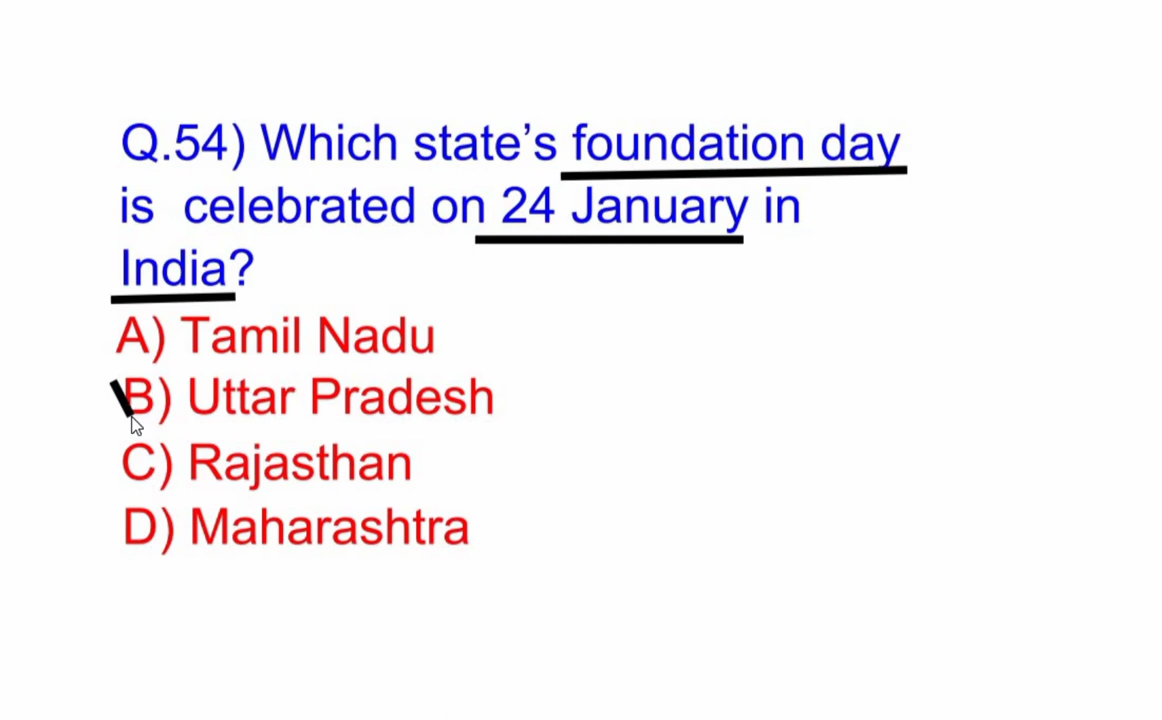 Q.54) Which state’s foundation day
is  celebrated on 24 January in
India?
A) Tamil Nadu
B) Uttar Pradesh
C) Rajasthan
D) Maharashtra